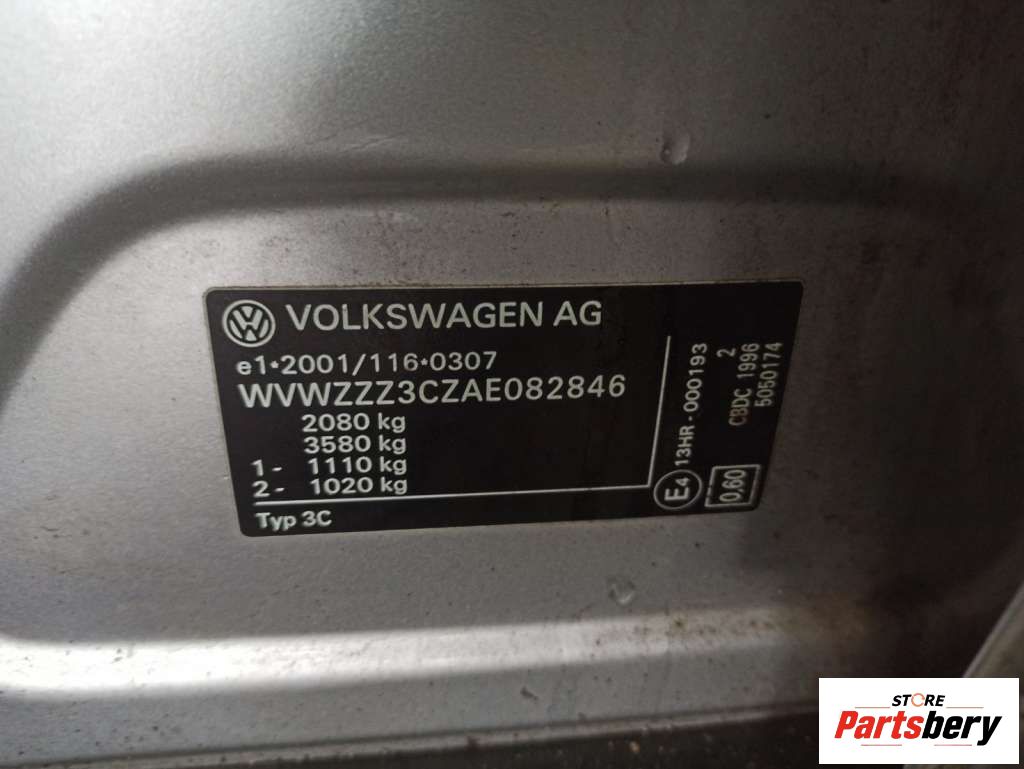 VOLKSWAGEN AG
e1*2001/116*0307
WVWZZZ3CZAE082846
2080 kg
3580 kg
1- 1110 kg
2- 1020 kg
Typ 3C
E4 13HR-000193
2
CBDC 1996
5050174
0,60
STORE
Partsbery